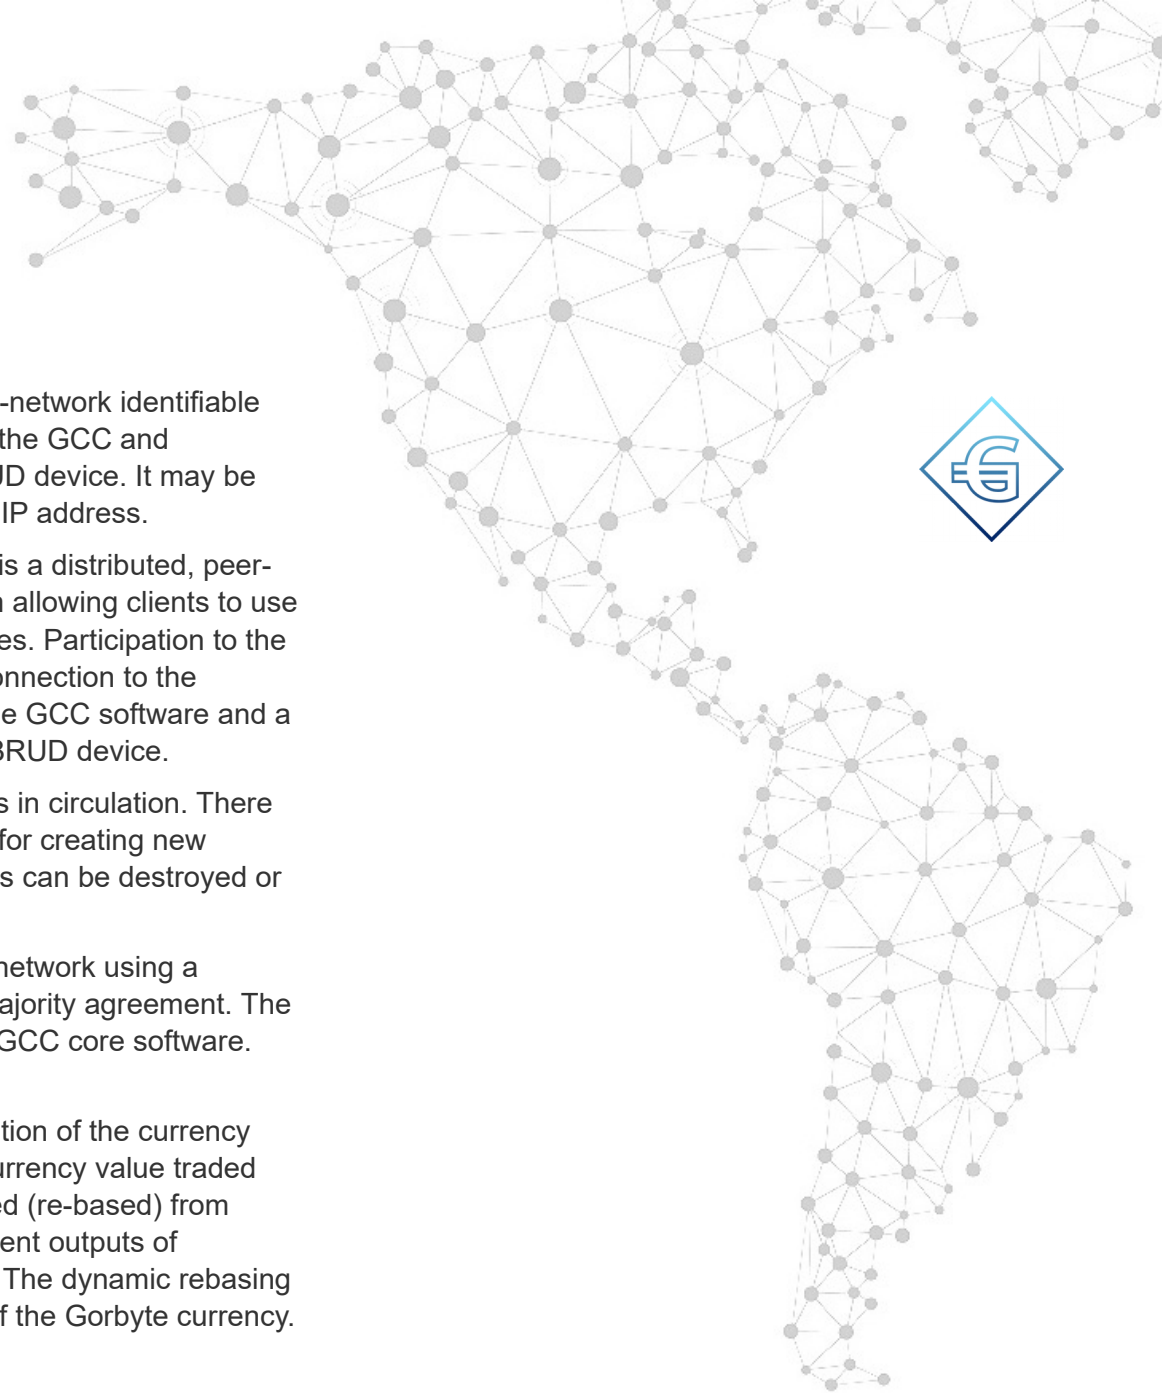 -network identifiable
the GCC and
UD device. It may be
IP address.
is a distributed, peer-
allowing clients to use
es. Participation to the
onnection to the
e GCC software and a
BRUD device.
s in circulation. There
for creating new
s can be destroyed or
network using a
ajority agreement. The
GCC core software.
tion of the currency
urrency value traded
ed (re-based) from
ent outputs of
The dynamic rebasing
f the Gorbyte currency.
G